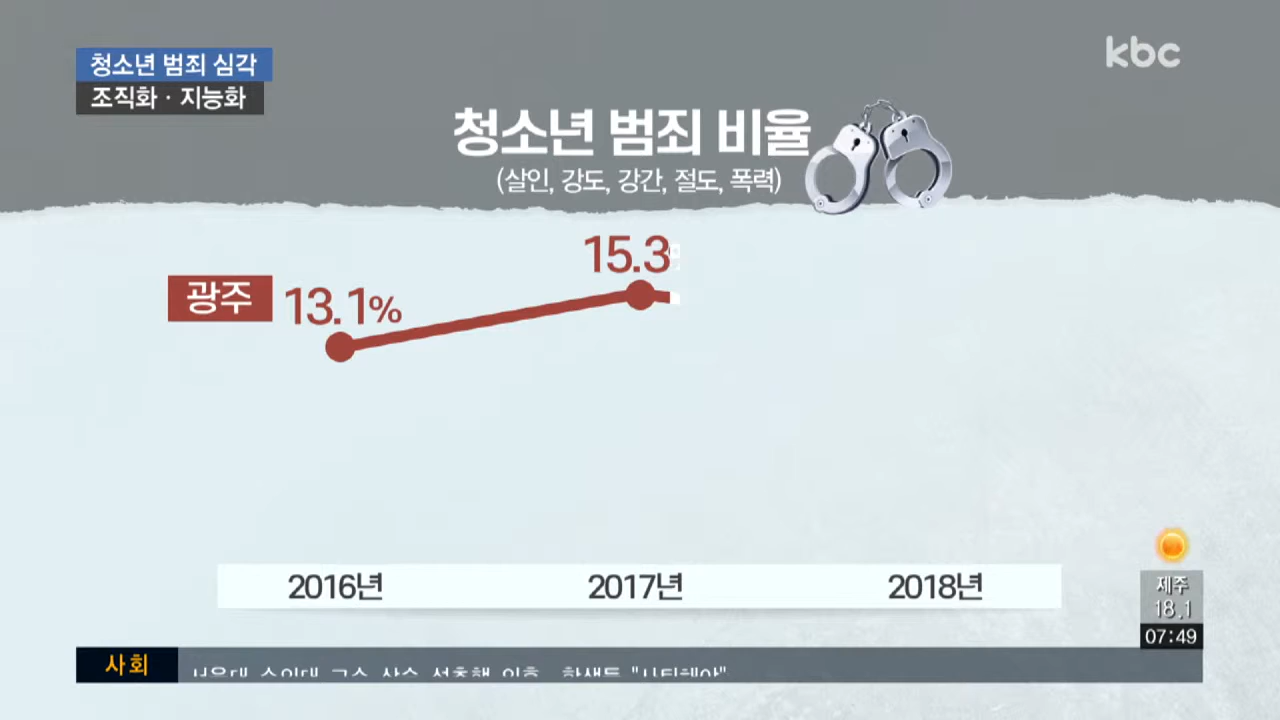 청소년 범죄 심각
kbc
조직화 · 지능화
청소년 범죄 비율
(살인, 강도, 강간, 절도, 폭력)
15.3
광주 13.1%
2016년 2017년 2018년
제주
18.1
07:49
사회